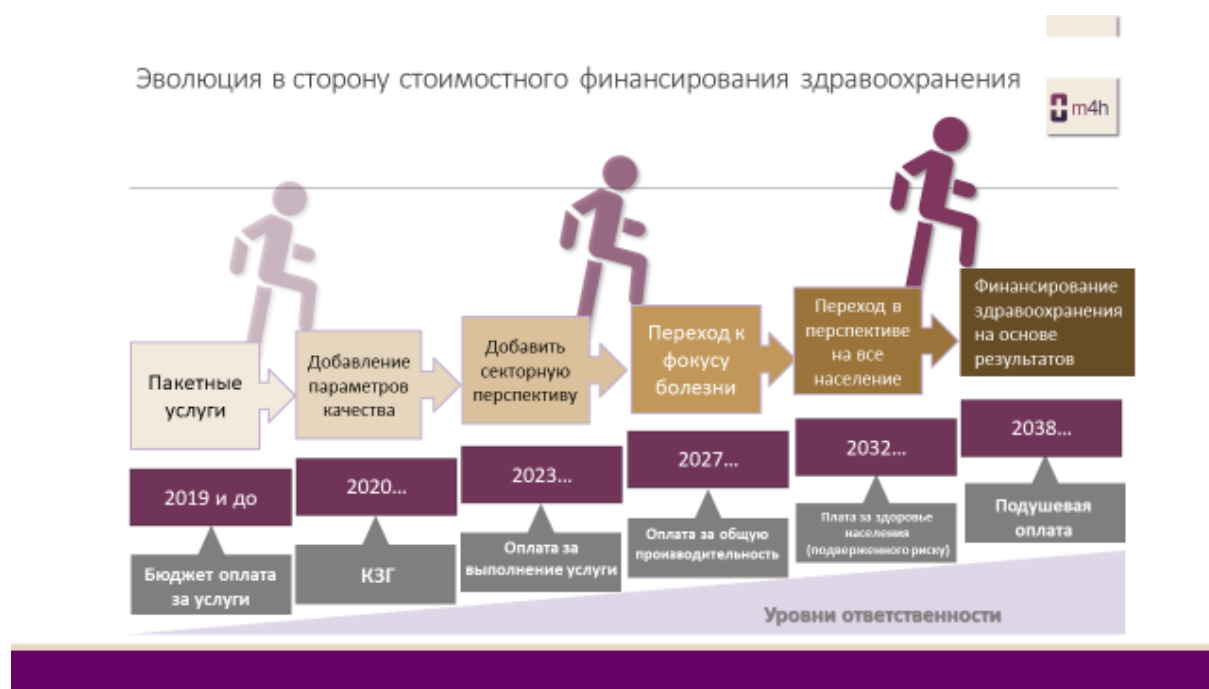 Эволюция в сторону стоимостного финансирования здравоохранения
m4h
Пакетные
услуги
Добавление
параметров
качества
Добавить
секторную
перспективу
Переход к
фокусу
болезни
Переход в
перспективе
на все
население
Финансирование
здравоохранения
на основе
результатов
2019 и до
2020...
2023...
2027...
2032...
2038...
Бюджет оплата
за услуги
КЗГ
Оплата за
выполнение услуги
Оплата за общую
производительность
Плата за здоровье
населения
(подверженного риску)
Подушевая
оплата
Уровни ответственности